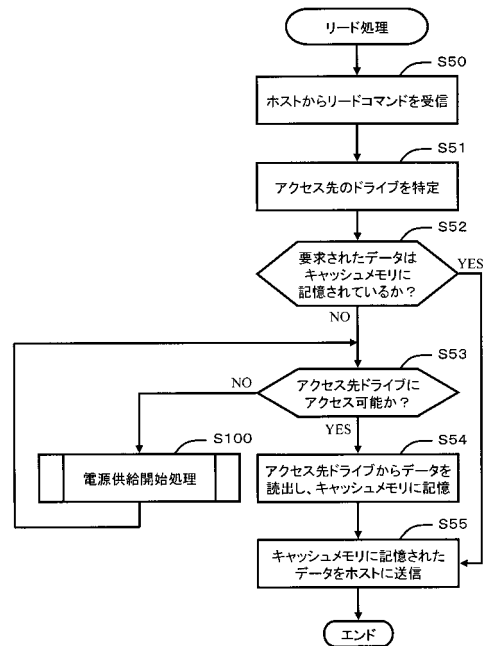 リード処理
S50
ホストからリードコマンドを受信
S51
アクセス先のドライブを特定
S52
要求されたデータは
キャッシュメモリに
記憶されているか？
YES
NO
S53
アクセス先ドライブに
アクセス可能か？
NO
YES
S100
電源供給開始処理
S54
アクセス先ドライブからデータを
読出し、キャッシュメモリに記憶
S55
キャッシュメモリに記憶された
データをホストに送信
エンド